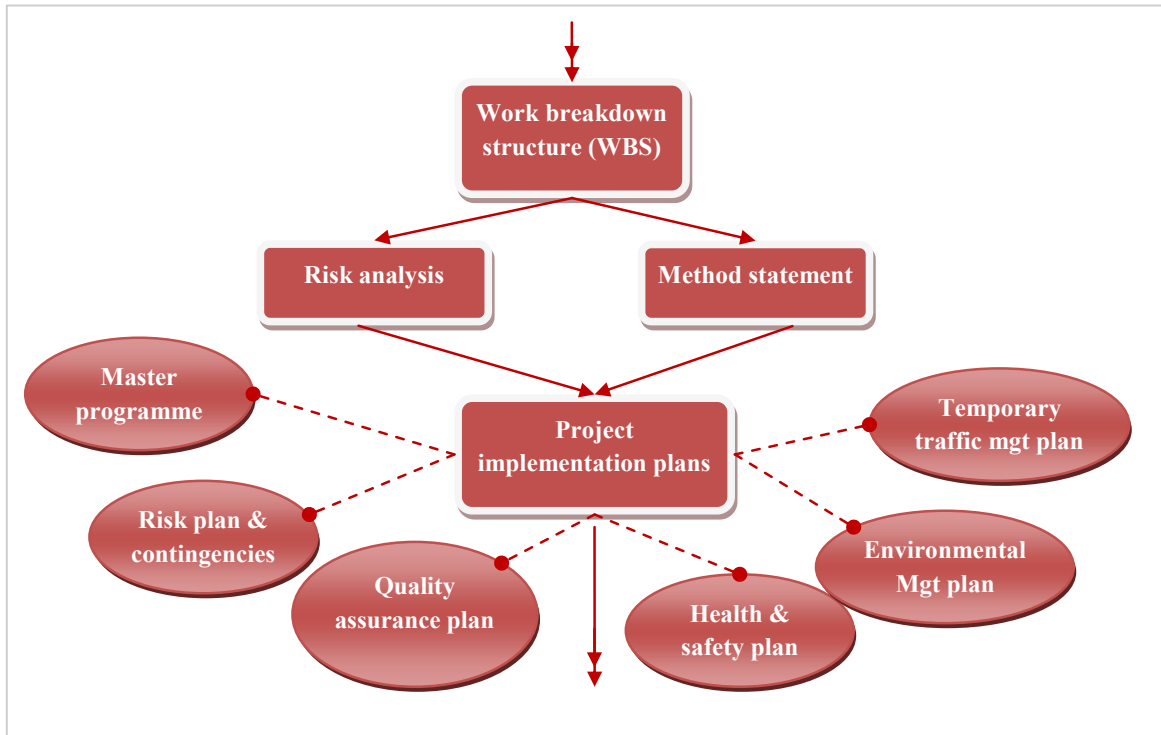 Work breakdown
structure (WBS)
Risk analysis
Method statement
Master
programme
Project
implementation plans
Temporary
traffic mgt plan
Risk plan &
contingencies
Quality
assurance plan
Health &
safety plan
Environmental
Mgt plan